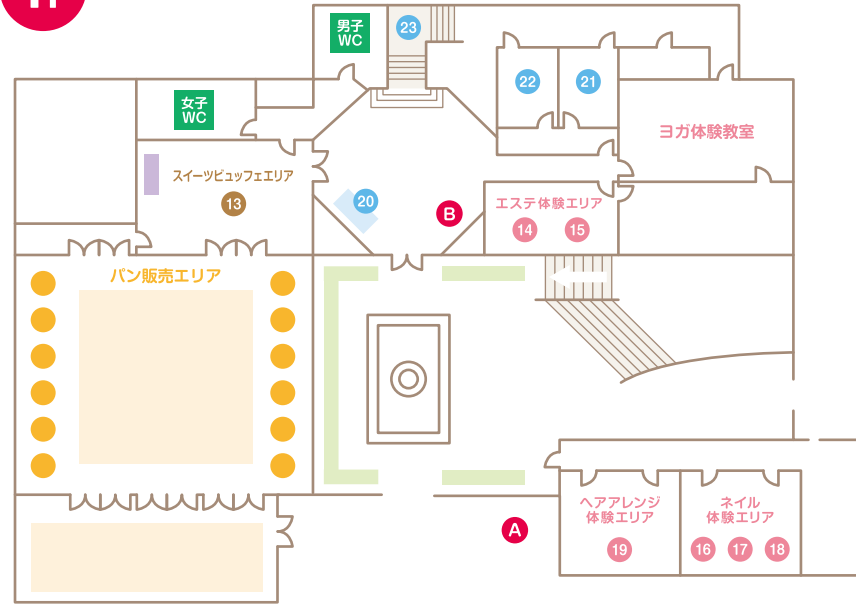 男子
WC
23
女子
WC
22
21
ヨガ体験教室
スイーツビュッフェエリア
13
20
B
エステ体験エリア
14
15
パン販売エリア
A
ヘアアレンジ
体験エリア
19
ネイル
体験エリア
16
17
18